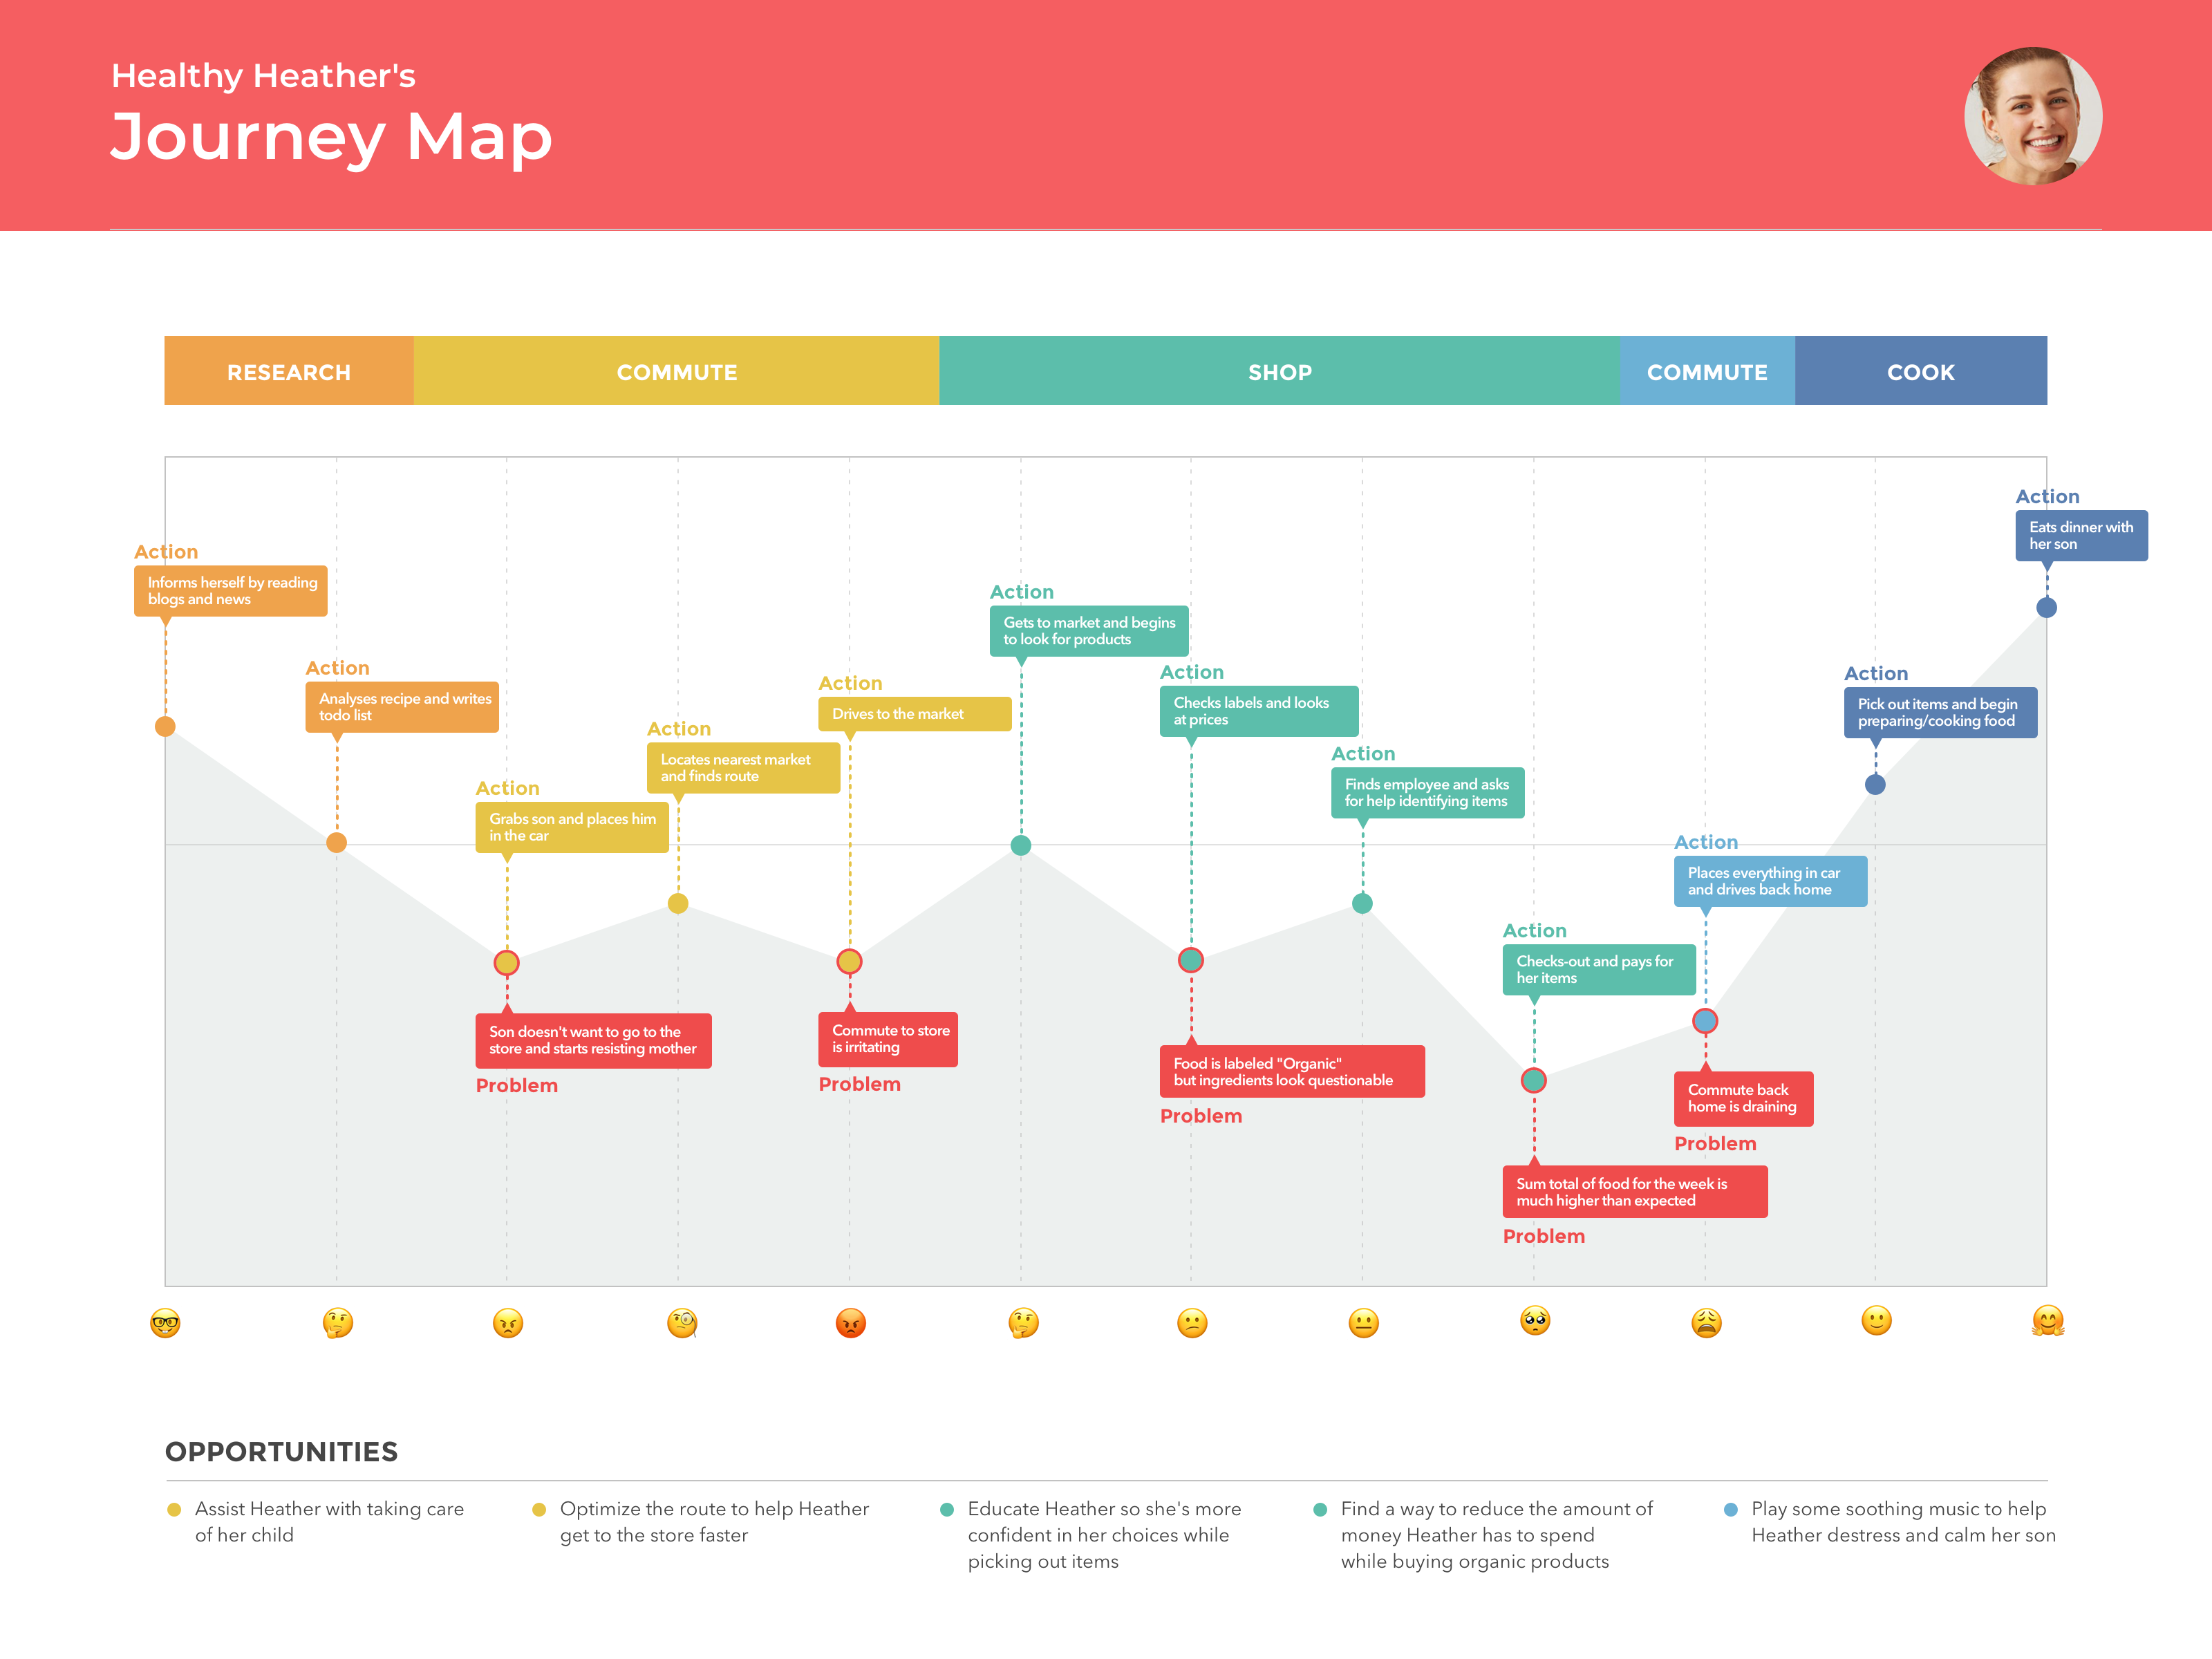 Healthy Heather's
Journey Map
RESEARCH
COMMUTE
SHOP
COMMUTE
COOK
Action
Informs herself by reading
blogs and news
Action
Analyses recipe and writes
todo list
Action
Grabs son and places him
in the car
Son doesn't want to go to the
store and starts resisting mother
Problem
Action
Locates nearest market
and finds route
Action
Drives to the market
Commute to store
is irritating
Problem
Action
Gets to market and begins
to look for products
Action
Checks labels and looks
at prices
Food is labeled "Organic"
but ingredients look questionable
Problem
Action
Finds employee and asks
for help identifying items
Action
Checks-out and pays for
her items
Sum total of food for the week is
much higher than expected
Problem
Action
Places everything in car
and drives back home
Commute back
home is draining
Problem
Action
Pick out items and begin
preparing/cooking food
Action
Eats dinner with
her son
OPPORTUNITIES
Assist Heather with taking care
of her child
Optimize the route to help Heather
get to the store faster
Educate Heather so she's more
confident in her choices while
picking out items
Find a way to reduce the amount of
money Heather has to spend
while buying organic products
Play some soothing music to help
Heather destress and calm her son